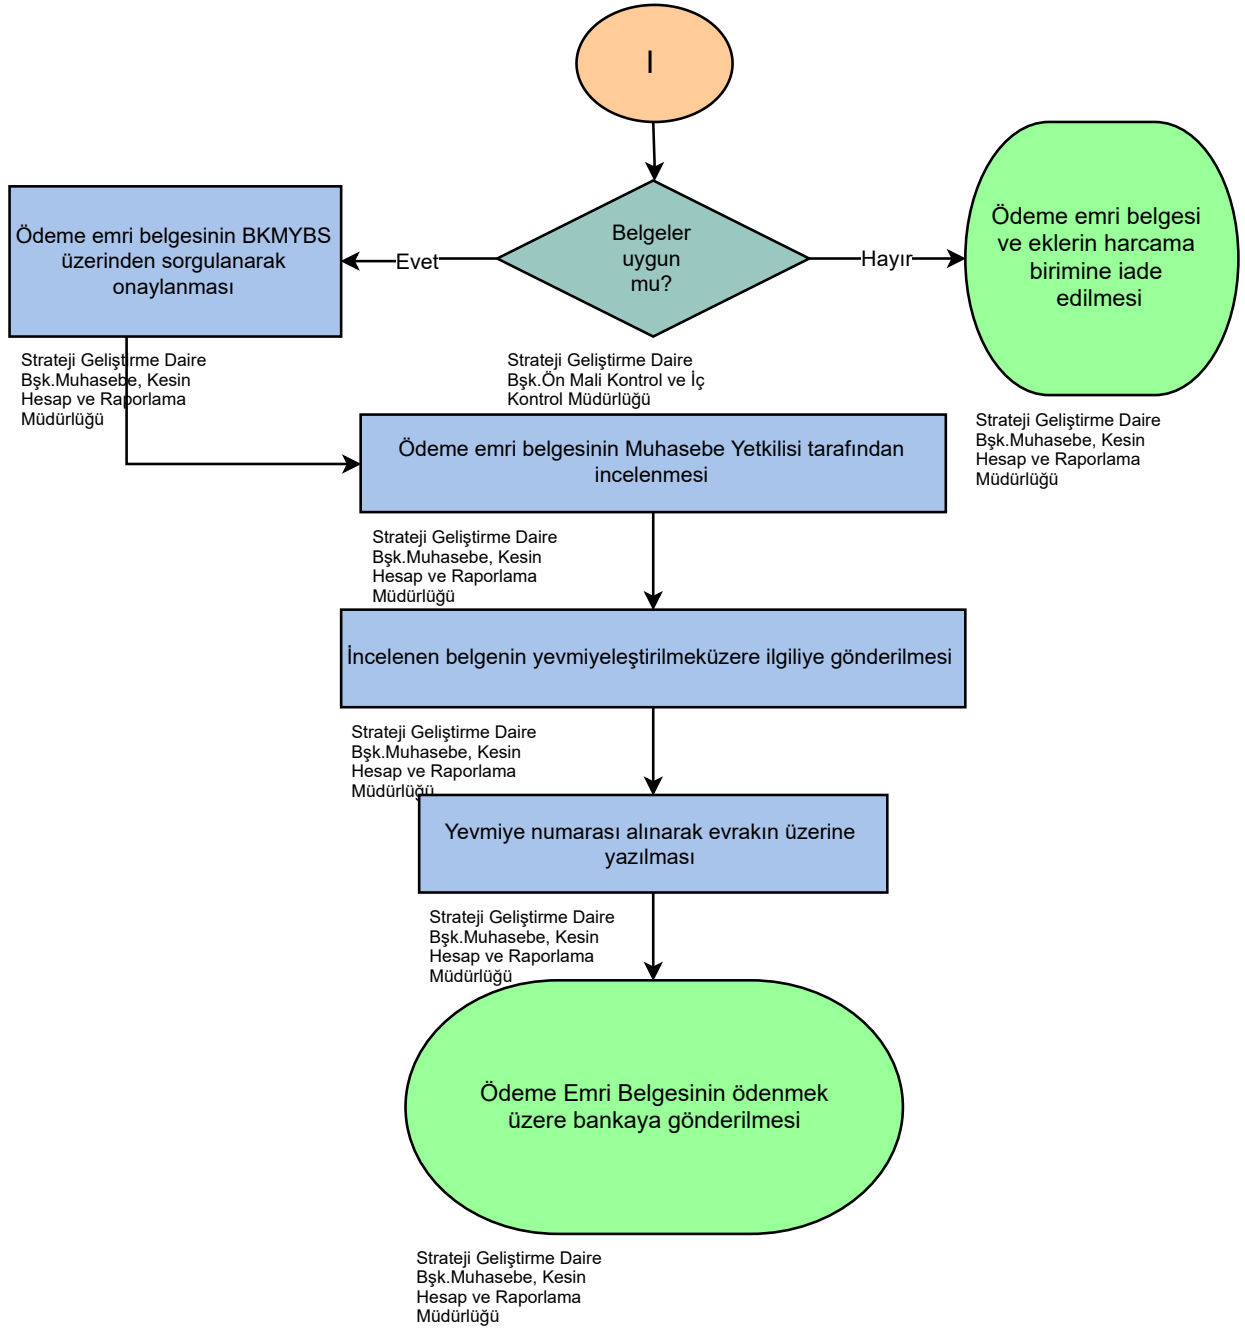 I
Belgeler
uygun
mu?
Evet
Hayır
Ödeme emri belgesinin BKMYBS
üzerinden sorgulanarak
onaylanması
Ödeme emri belgesi
ve eklerin harcama
birimine iade
edilmesi
Strateji Geliştirme Daire
Bşk.Muhasebe, Kesin
Hesap ve Raporlama
Müdürlüğü
Strateji Geliştirme Daire
Bşk.Ön Mali Kontrol ve İç
Kontrol Müdürlüğü
Strateji Geliştirme Daire
Bşk.Muhasebe, Kesin
Hesap ve Raporlama
Müdürlüğü
Ödeme emri belgesinin Muhasebe Yetkilisi tarafından
incelenmesi
Strateji Geliştirme Daire
Bşk.Muhasebe, Kesin
Hesap ve Raporlama
Müdürlüğü
İncelenen belgenin yevmiyeleştirilmeküzere ilgiliye gönderilmesi
Strateji Geliştirme Daire
Bşk.Muhasebe, Kesin
Hesap ve Raporlama
Müdürlüğü
Yevmiye numarası alınarak evrakın üzerine
yazılması
Strateji Geliştirme Daire
Bşk.Muhasebe, Kesin
Hesap ve Raporlama
Müdürlüğü
Ödeme Emri Belgesinin ödenmek
üzere bankaya gönderilmesi
Strateji Geliştirme Daire
Bşk.Muhasebe, Kesin
Hesap ve Raporlama
Müdürlüğü